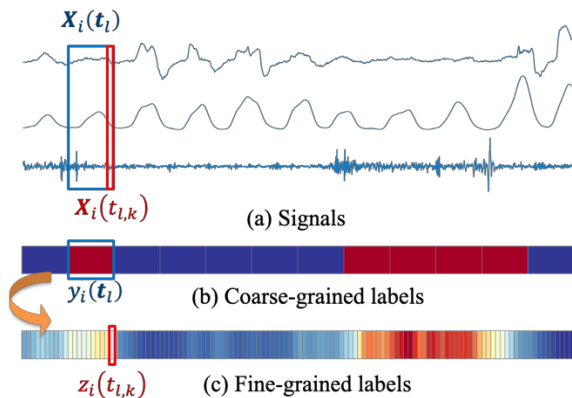 X_i(t_l)
X_i(t_{l,k})
(a) Signals
y_i(t_l)
(b) Coarse-grained labels
z_i(t_{l,k})
(c) Fine-grained labels